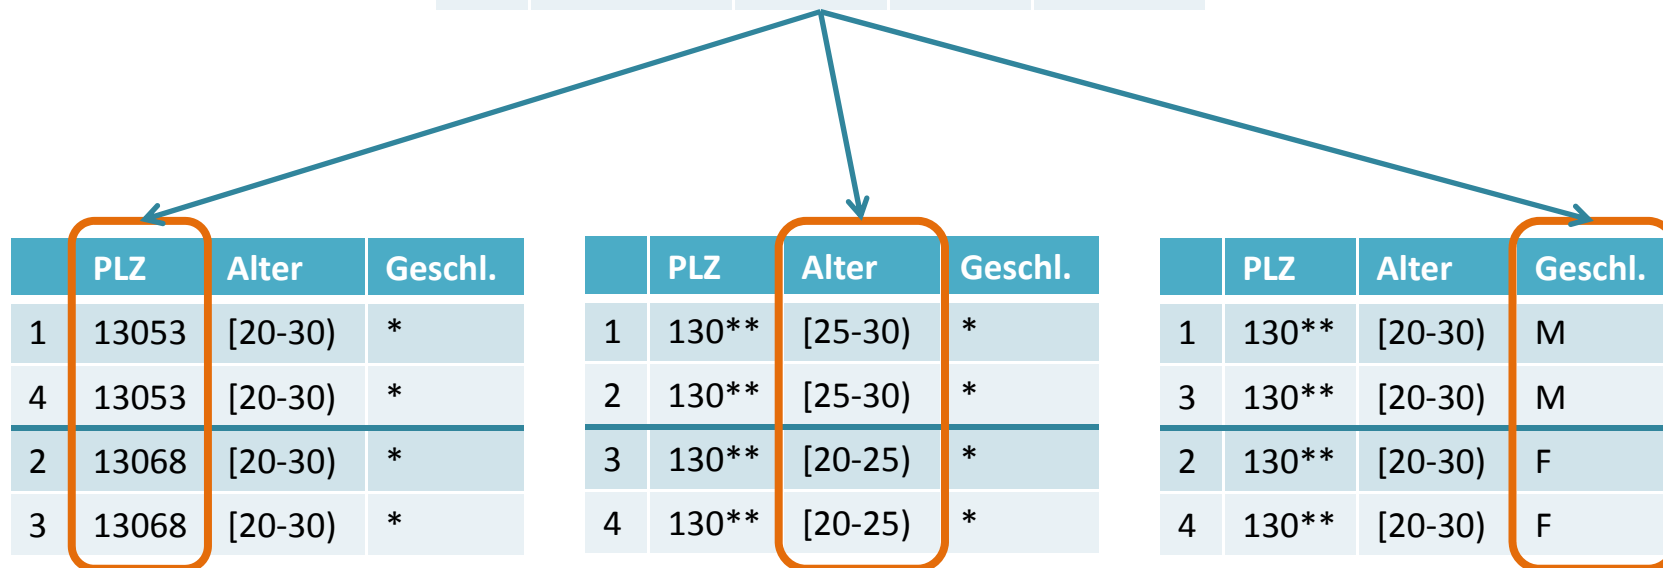 PLZ Alter Geschl.
1 13053 [20-30) *
4 13053 [20-30) *
2 13068 [20-30) *
3 13068 [20-30) *
PLZ Alter Geschl.
1 130** [25-30) *
2 130** [25-30) *
3 130** [20-25) *
4 130** [20-25) *
PLZ Alter Geschl.
1 130** [20-30) M
3 130** [20-30) M
2 130** [20-30) F
4 130** [20-30) F